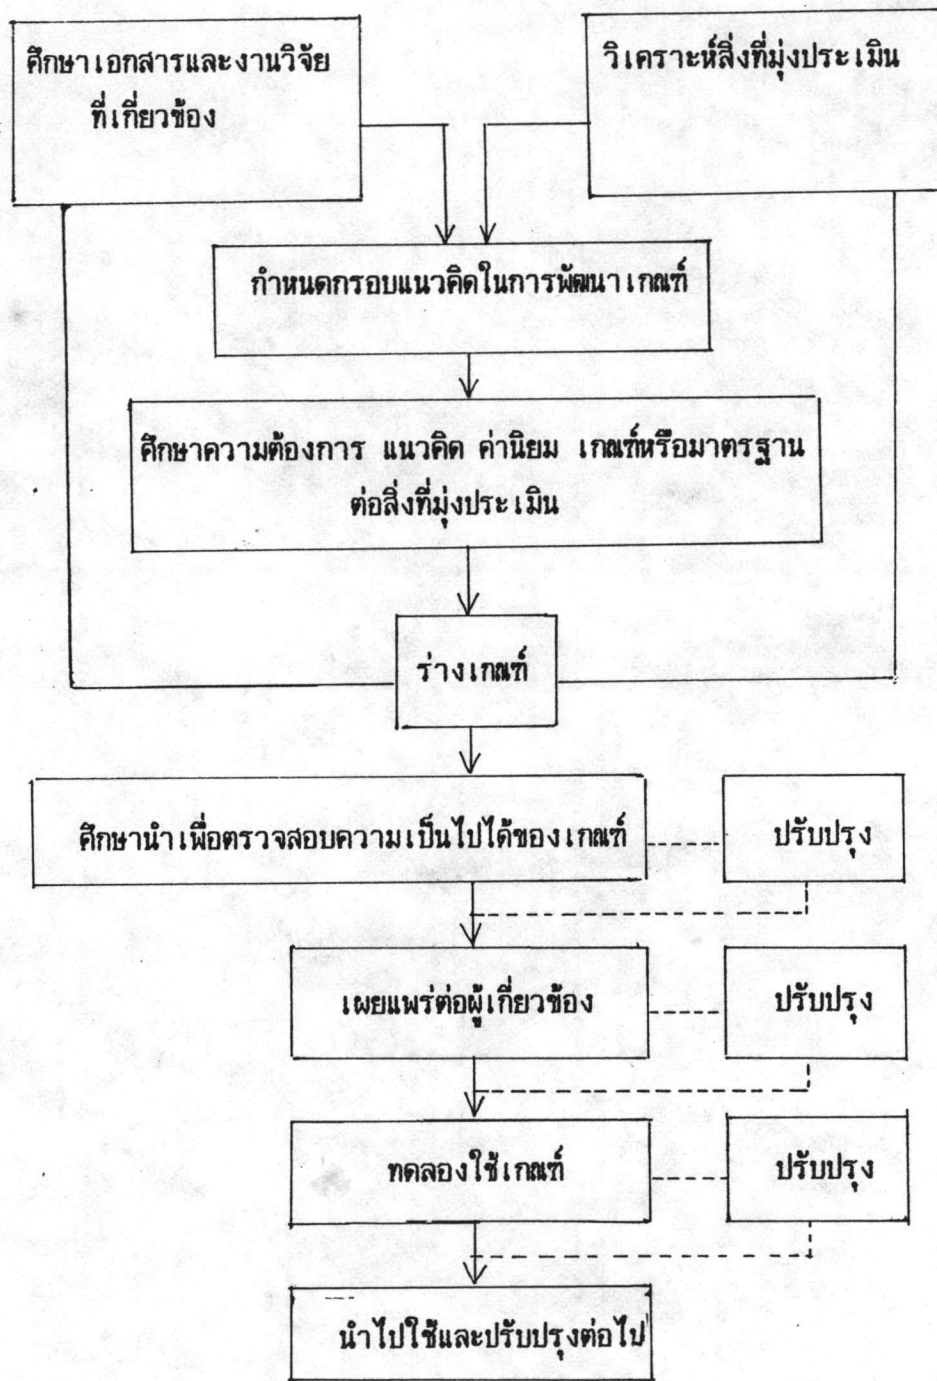 ศึกษาเอกสารและงานวิจัย
ที่เกี่ยวข้อง
วิเคราะห์สิ่งที่มุ่งประเมิน
กำหนดกรอบแนวคิดในการพัฒนาเกณฑ์
ศึกษาความต้องการ แนวคิด ค่านิยม เกณฑ์หรือมาตรฐาน
ต่อสิ่งที่มุ่งประเมิน
ร่างเกณฑ์
ศึกษานำเพื่อตรวจสอบความเป็นไปได้ของเกณฑ์
ปรับปรุง
เผยแพร่ต่อผู้เกี่ยวข้อง
ปรับปรุง
ทดลองใช้เกณฑ์
ปรับปรุง
นำไปใช้และปรับปรุงต่อไป